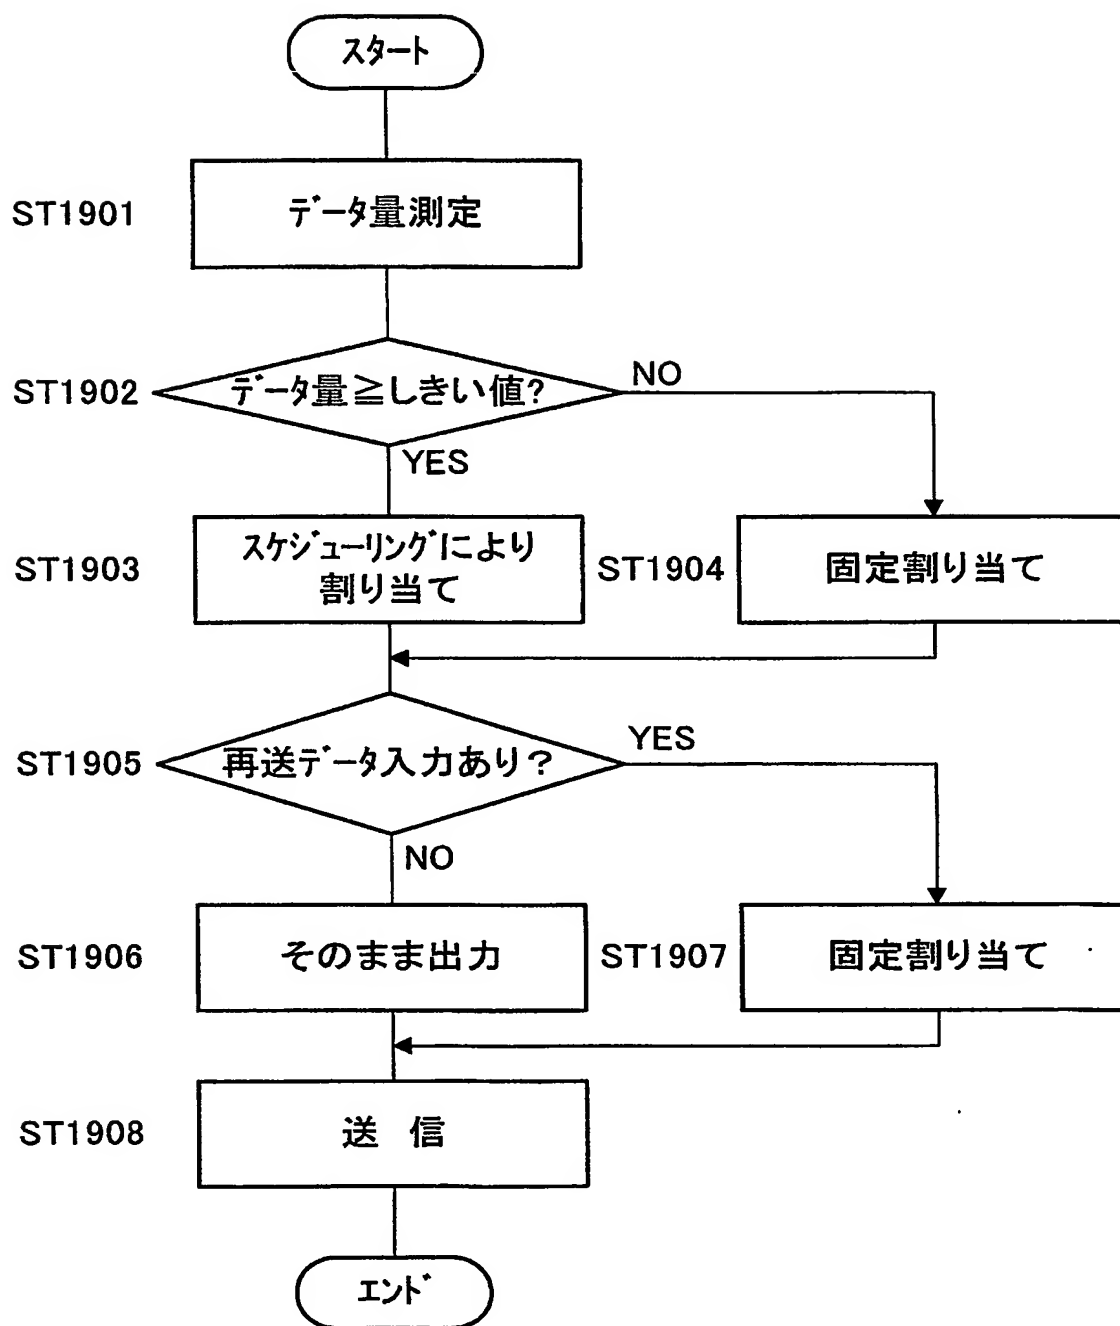 スタート
ST1901
データ量測定
ST1902
データ量≧しきい値?
NO
YES
ST1903
スケジューリングにより
割り当て
ST1904
固定割り当て
ST1905
再送データ入力あり?
YES
NO
ST1906
そのまま出力
ST1907
固定割り当て
ST1908
送 信
エンド